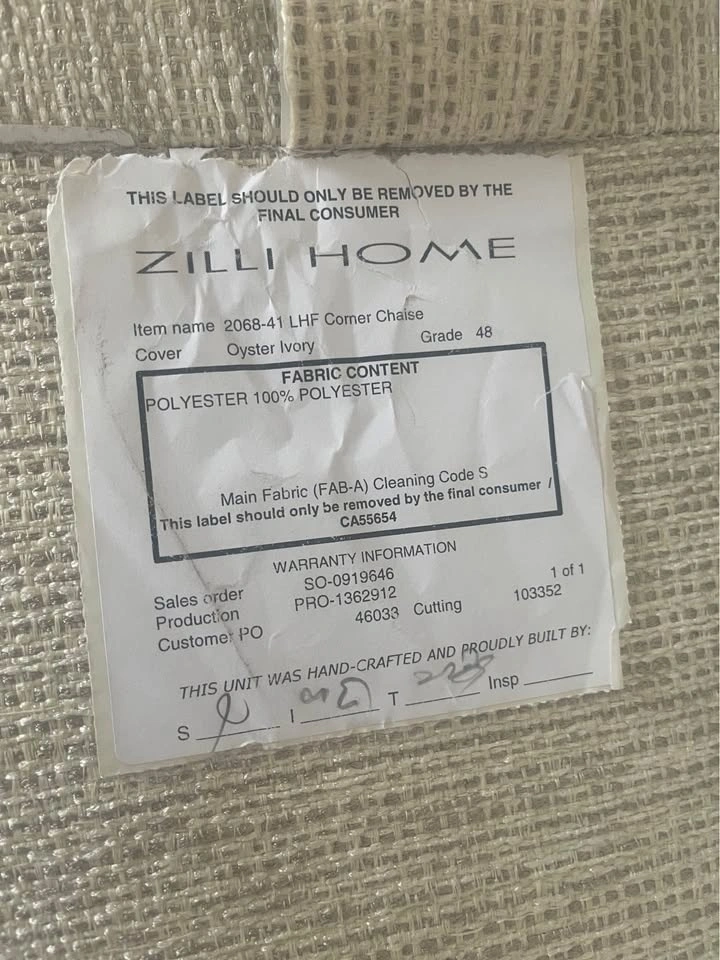 THIS LABEL SHOULD ONLY BE REMOVED BY THE
FINAL CONSUMER
ZILLI HOME
Item name 2068-41 LHF Corner Chaise
Cover Oyster Ivory Grade 48
FABRIC CONTENT
POLYESTER 100% POLYESTER
Main Fabric (FAB-A) Cleaning Code S
This label should only be removed by the final consumer /
CA55654
WARRANTY INFORMATION
Sales order SO-0919646 1 of 1
Production PRO-1362912 103352
Customer PO 46033 Cutting
THIS UNIT WAS HAND-CRAFTED AND PROUDLY BUILT BY:
S I T Insp